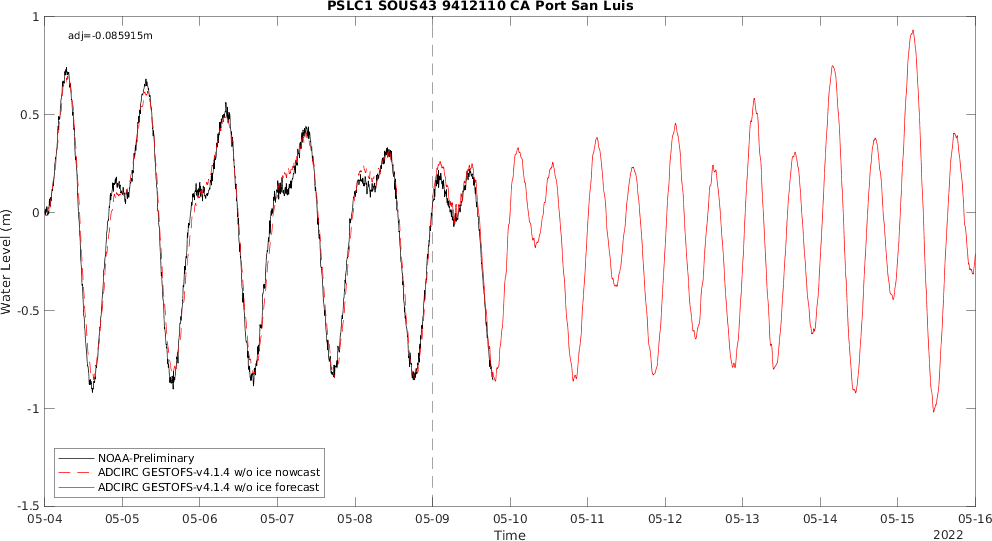 PSLC1 SOUS43 9412110 CA Port San Luis
adj=-0.085915m
1
0.5
0
-0.5
-1
-1.5
Water Level (m)
NOAA-Preliminary
ADCIRC GESTOFS-v4.1.4 w/o ice nowcast
ADCIRC GESTOFS-v4.1.4 w/o ice forecast
05-04 05-05 05-06 05-07 05-08 05-09 05-10 05-11 05-12 05-13 05-14 05-15 05-16
Time
2022